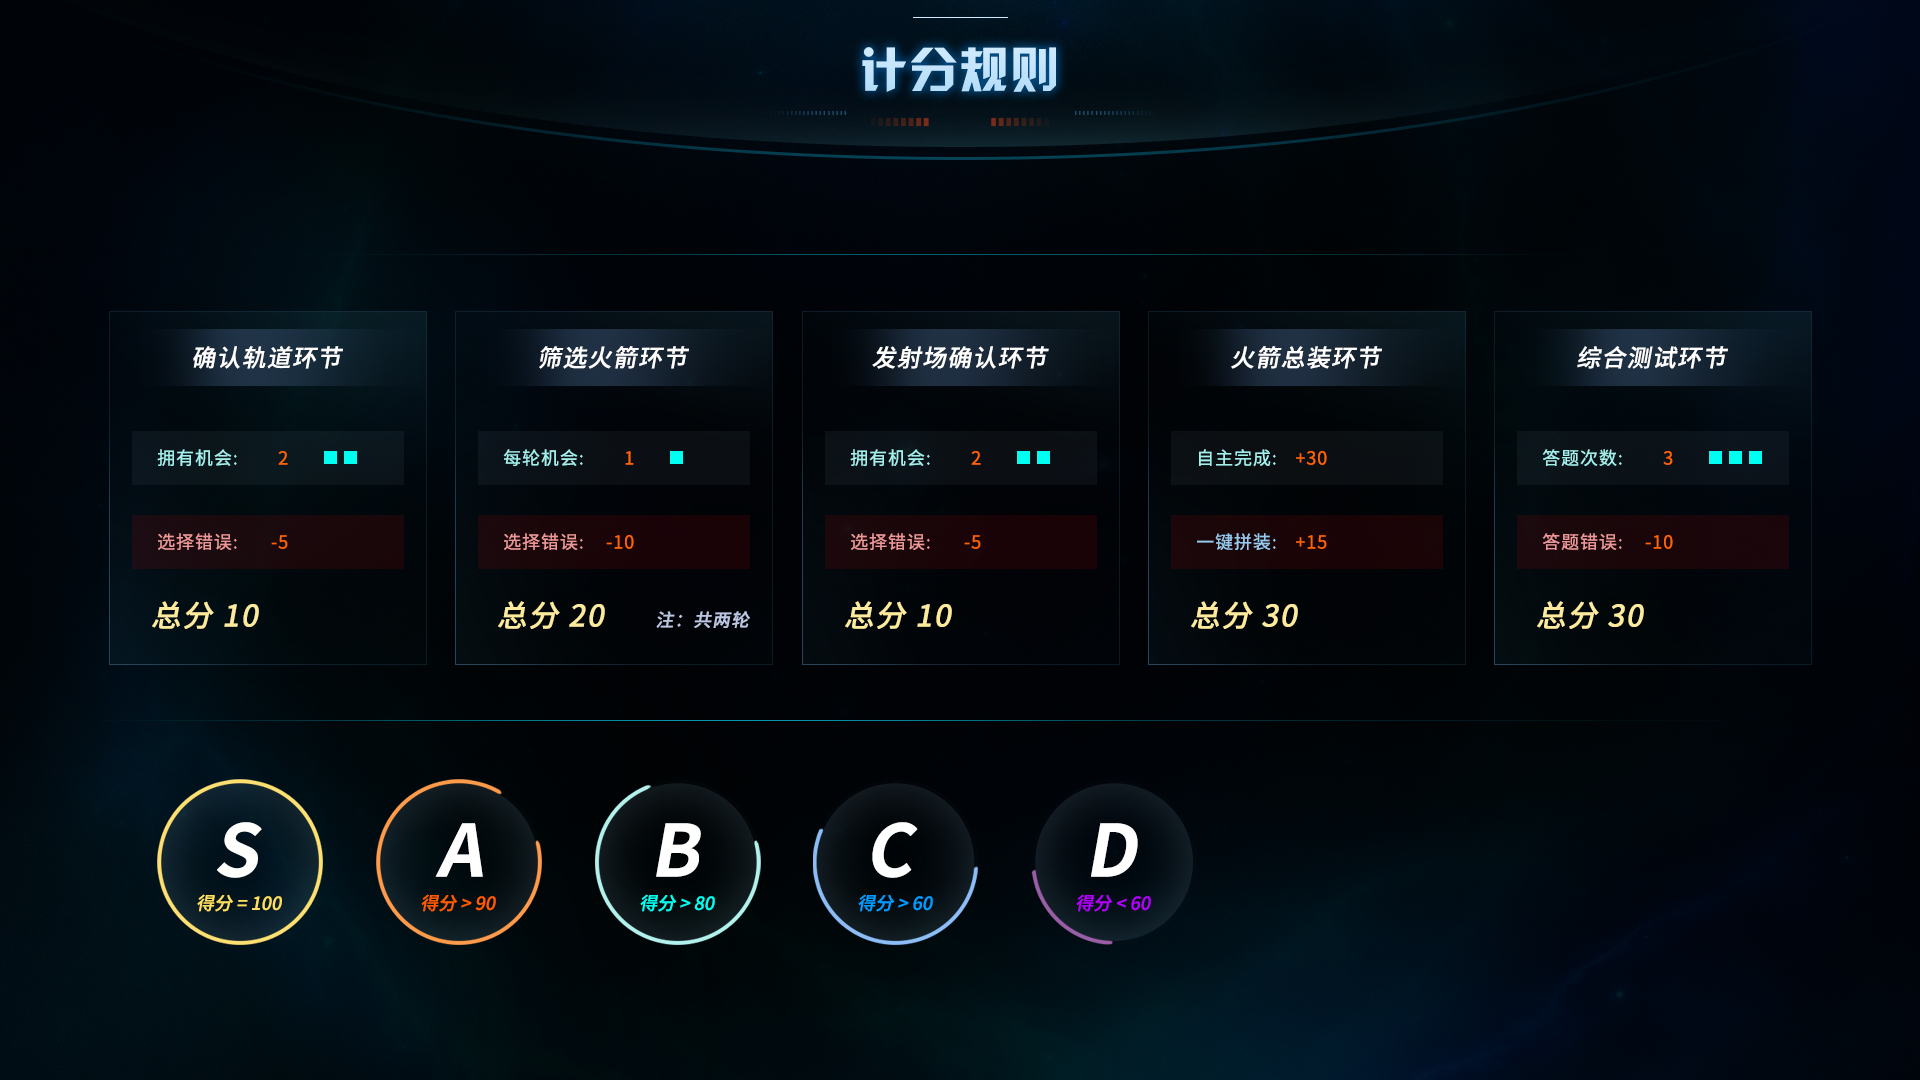 计分规则
确认轨道环节
拥有机会: 2
选择错误: -5
总分 10
筛选火箭环节
每轮机会: 1
选择错误: -10
总分 20
注：共两轮
发射场确认环节
拥有机会: 2
选择错误: -5
总分 10
火箭总装环节
自主完成: +30
一键拼装: +15
总分 30
综合测试环节
答题次数: 3
答题错误: -10
总分 30
S
得分 = 100
A
得分 > 90
B
得分 > 80
C
得分 > 60
D
得分 < 60